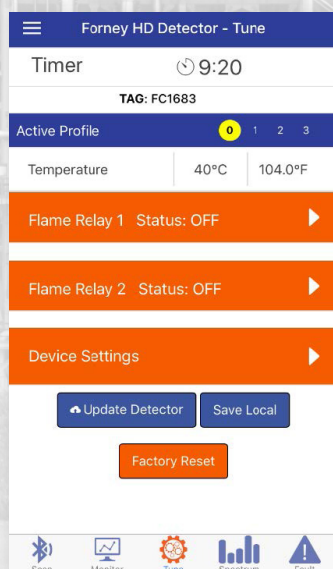 Forney HD Detector - Tune
Timer 9:20
TAG: FC1683
Active Profile 0 1 2 3
Temperature 40°C 104.0°F
Flame Relay 1 Status: OFF
Flame Relay 2 Status: OFF
Device Settings
Update Detector Save Local
Factory Reset
Scan Monitor Tune Spectrum Fault